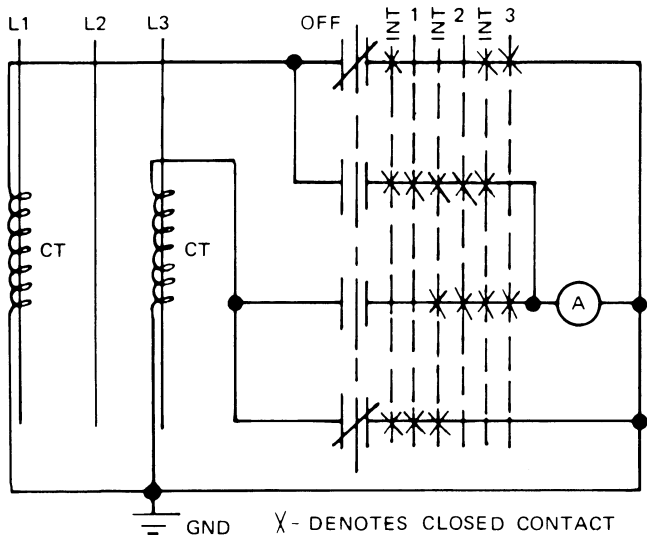 L1 L2 L3 OFF INT 1 INT 2 INT 3
CT CT
A
GND X - DENOTES CLOSED CONTACT